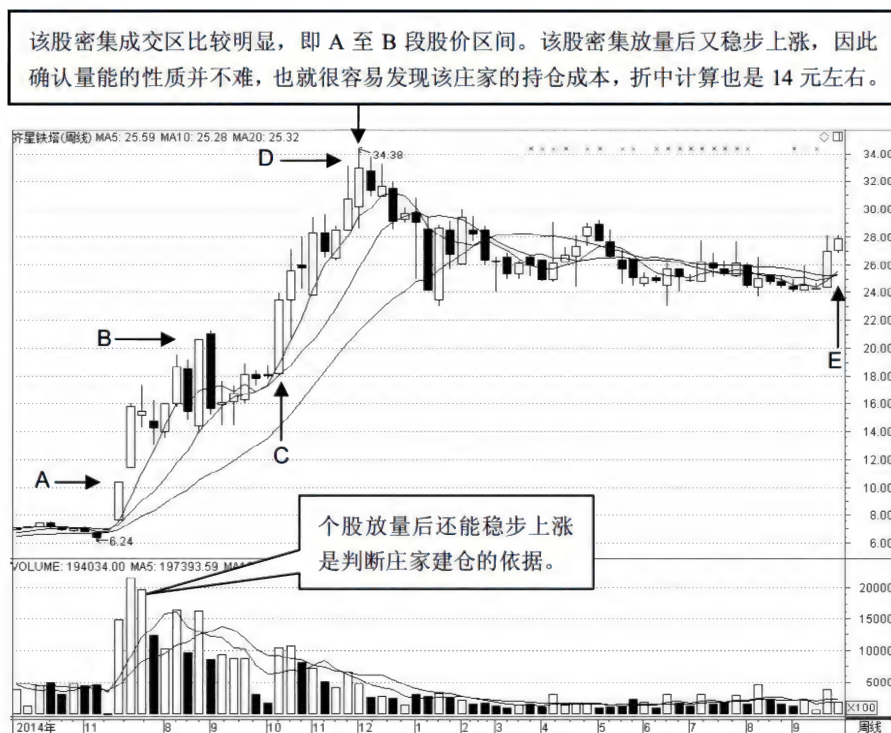 该股密集成交区比较明显，即 A 至 B 段股价区间。该股密集放量后又稳步上涨，因此
确认量能的性质并不难，也就很容易发现该庄家的持仓成本，折中计算也是 14 元左右。
齐星铁塔(周线) MA5: 25.59 MA10: 25.28 MA20: 25.32
D
34.38
34.00
32.00
30.00
28.00
26.00
24.00
22.00
B
20.00
E
18.00
16.00
C
14.00
A
12.00
10.00
8.00
6.24
6.00
个股放量后还能稳步上涨
是判断庄家建仓的依据。
VOLUME: 194034.00 MA5: 197393.59
20000
15000
10000
5000
X100
2014年 11 8 9 10 11 12 1 2 3 4 5 6 7 8 9 周线